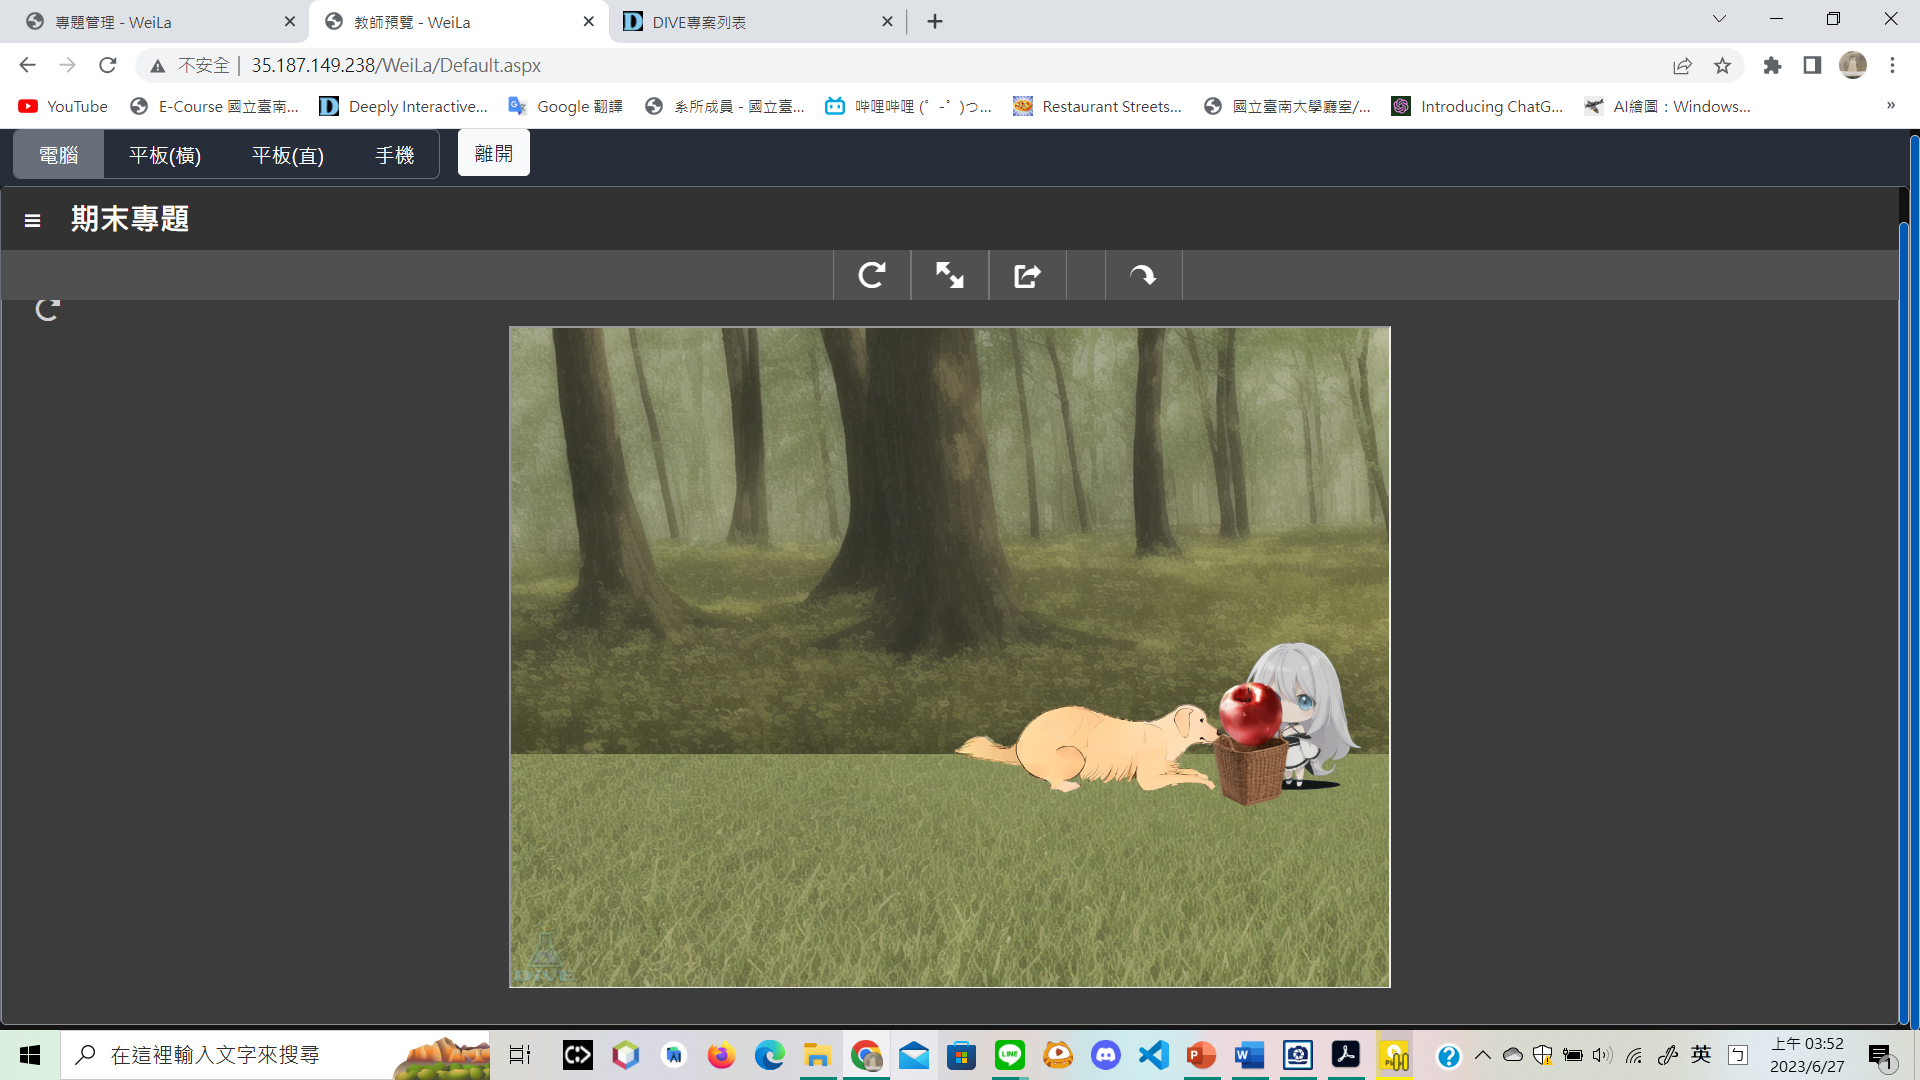 專題管理 - WeiLa
教師預覽 - WeiLa
DIVE專案列表
不安全 | 35.187.149.238/WeiLa/Default.aspx
YouTube
E-Course 國立臺南...
Deeply Interactive...
Google 翻譯
系所成員 - 國立臺...
哔哩哔哩 (゜-゜)つ...
Restaurant Streets...
國立臺南大學廳室/...
Introducing ChatG...
AI繪圖：Windows...
»
電腦
平板(橫)
平板(直)
手機
離開
期末專題
DIVE
在這裡輸入文字來搜尋
英
ㄅ
上午 03:52
2023/6/27
1